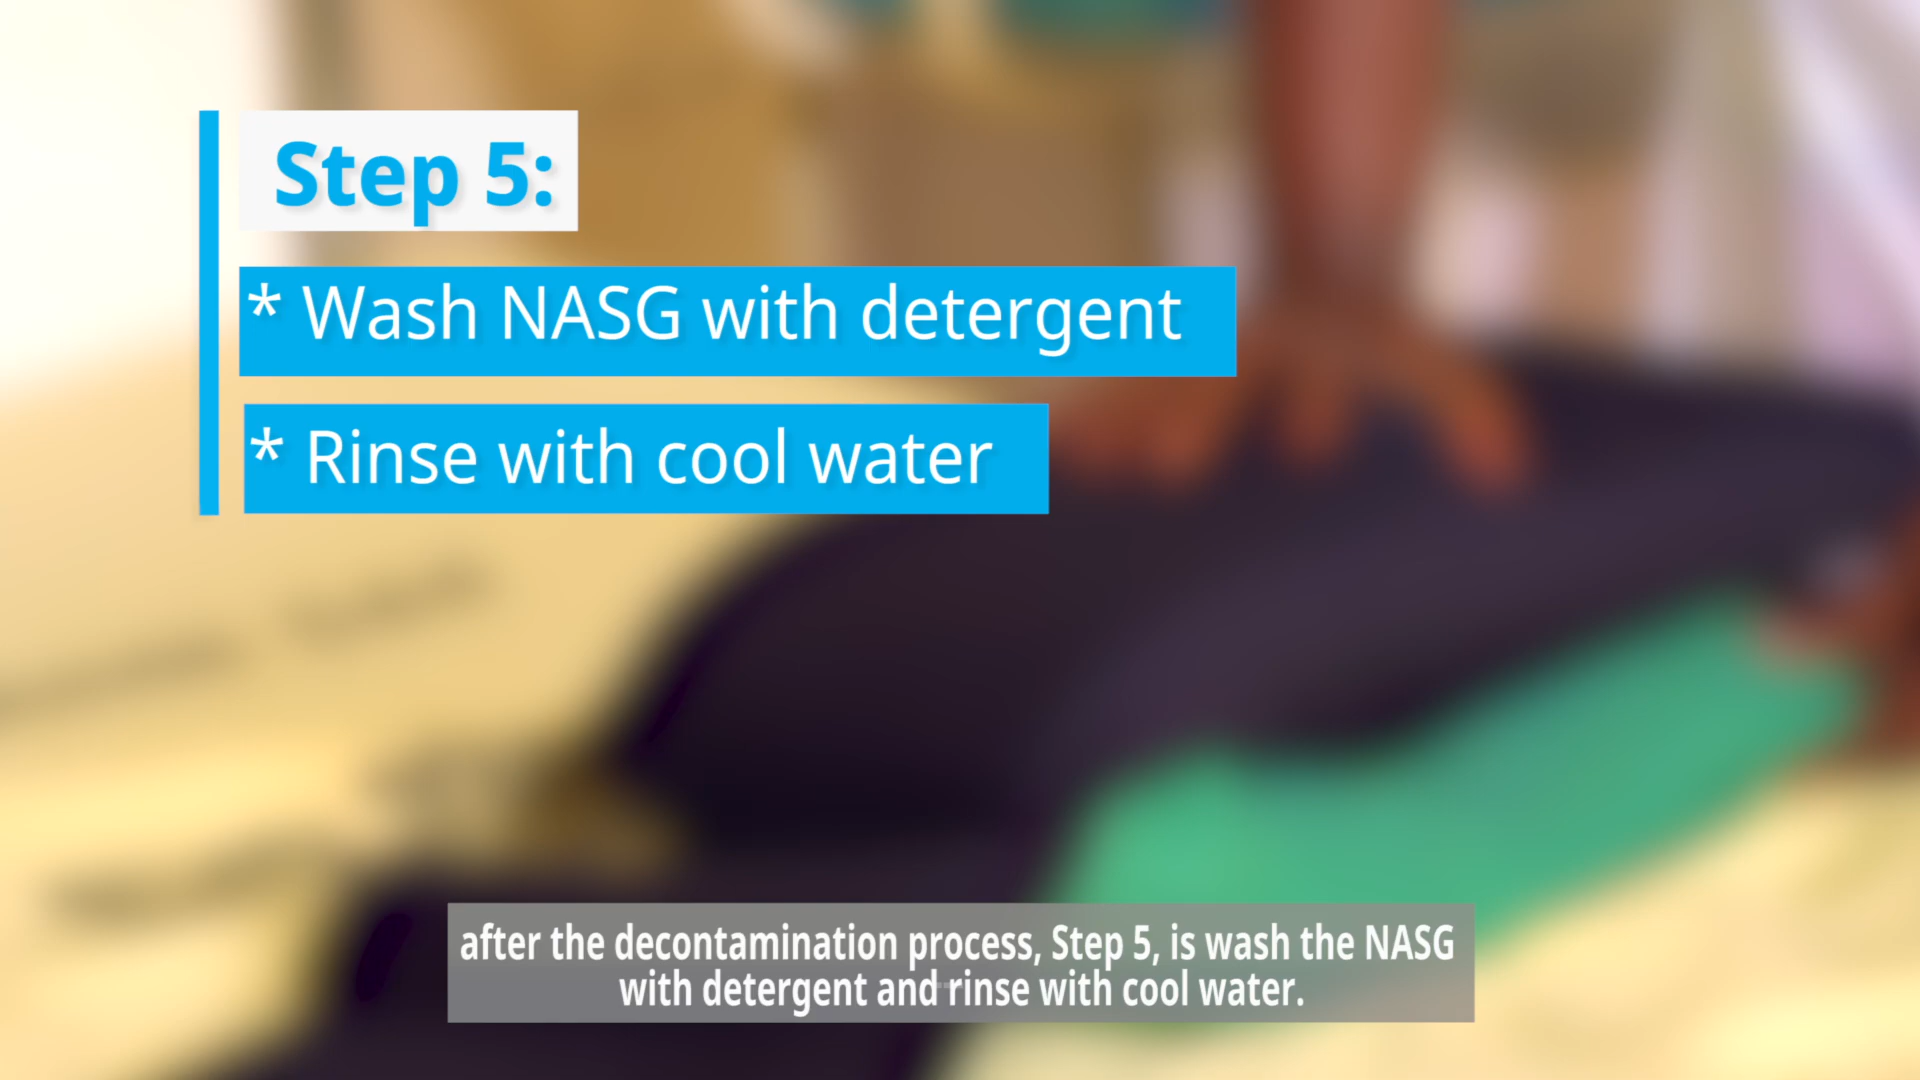 Step 5:
* Wash NASG with detergent
* Rinse with cool water
after the decontamination process, Step 5, is wash the NASG
with detergent and rinse with cool water.